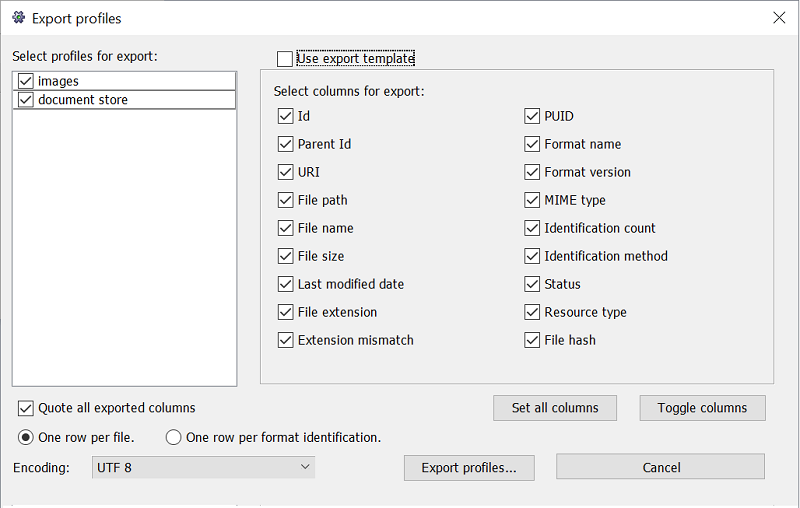 Export profiles
Select profiles for export:
images
document store
Use export template
Select columns for export:
Id
Parent Id
URI
File path
File name
File size
Last modified date
File extension
Extension mismatch
PUID
Format name
Format version
MIME type
Identification count
Identification method
Status
Resource type
File hash
Quote all exported columns
Set all columns
Toggle columns
One row per file.
One row per format identification.
Encoding:
UTF 8
Export profiles...
Cancel